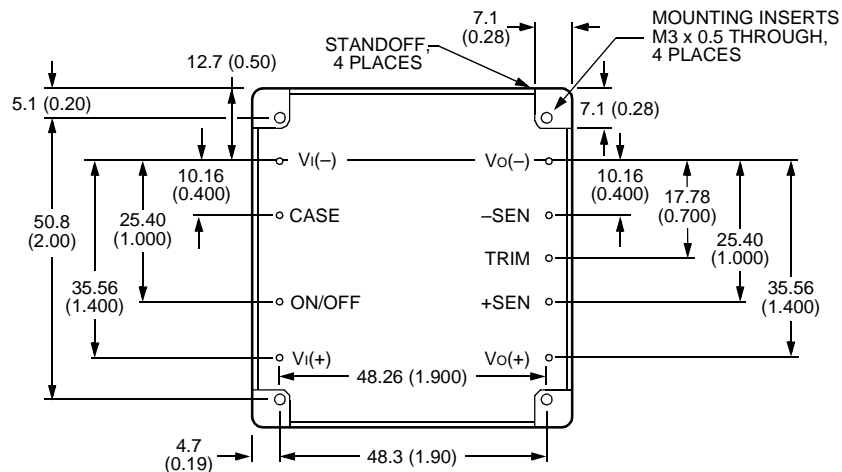 7.1
(0.28)
MOUNTING INSERTS
M3 x 0.5 THROUGH,
4 PLACES
STANDOFF,
4 PLACES
12.7 (0.50)
5.1 (0.20)
7.1 (0.28)
VI(–)
VO(–)
10.16
(0.400)
10.16
(0.400)
17.78
(0.700)
CASE
–SEN
50.8
(2.00)
25.40
(1.000)
25.40
(1.000)
TRIM
35.56
(1.400)
35.56
(1.400)
ON/OFF
+SEN
VI(+)
VO(+)
48.26 (1.900)
4.7
(0.19)
48.3 (1.90)